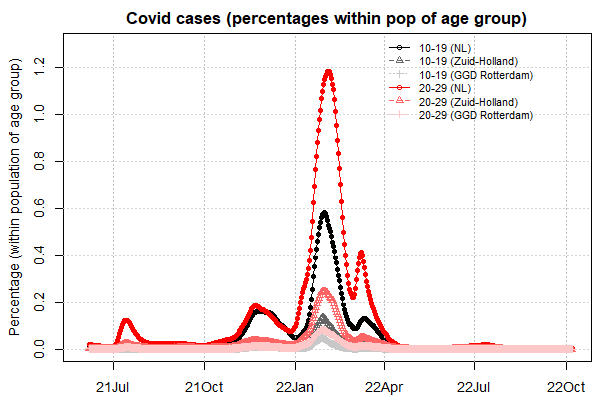 Covid cases (percentages within pop of age group)
Percentage (within population of age group)
1.2
1.0
0.8
0.6
0.4
0.2
0.0
10-19 (NL)
10-19 (Zuid-Holland)
10-19 (GGD Rotterdam)
20-29 (NL)
20-29 (Zuid-Holland)
20-29 (GGD Rotterdam)
21Jul 21Oct 22Jan 22Apr 22Jul 22Oct